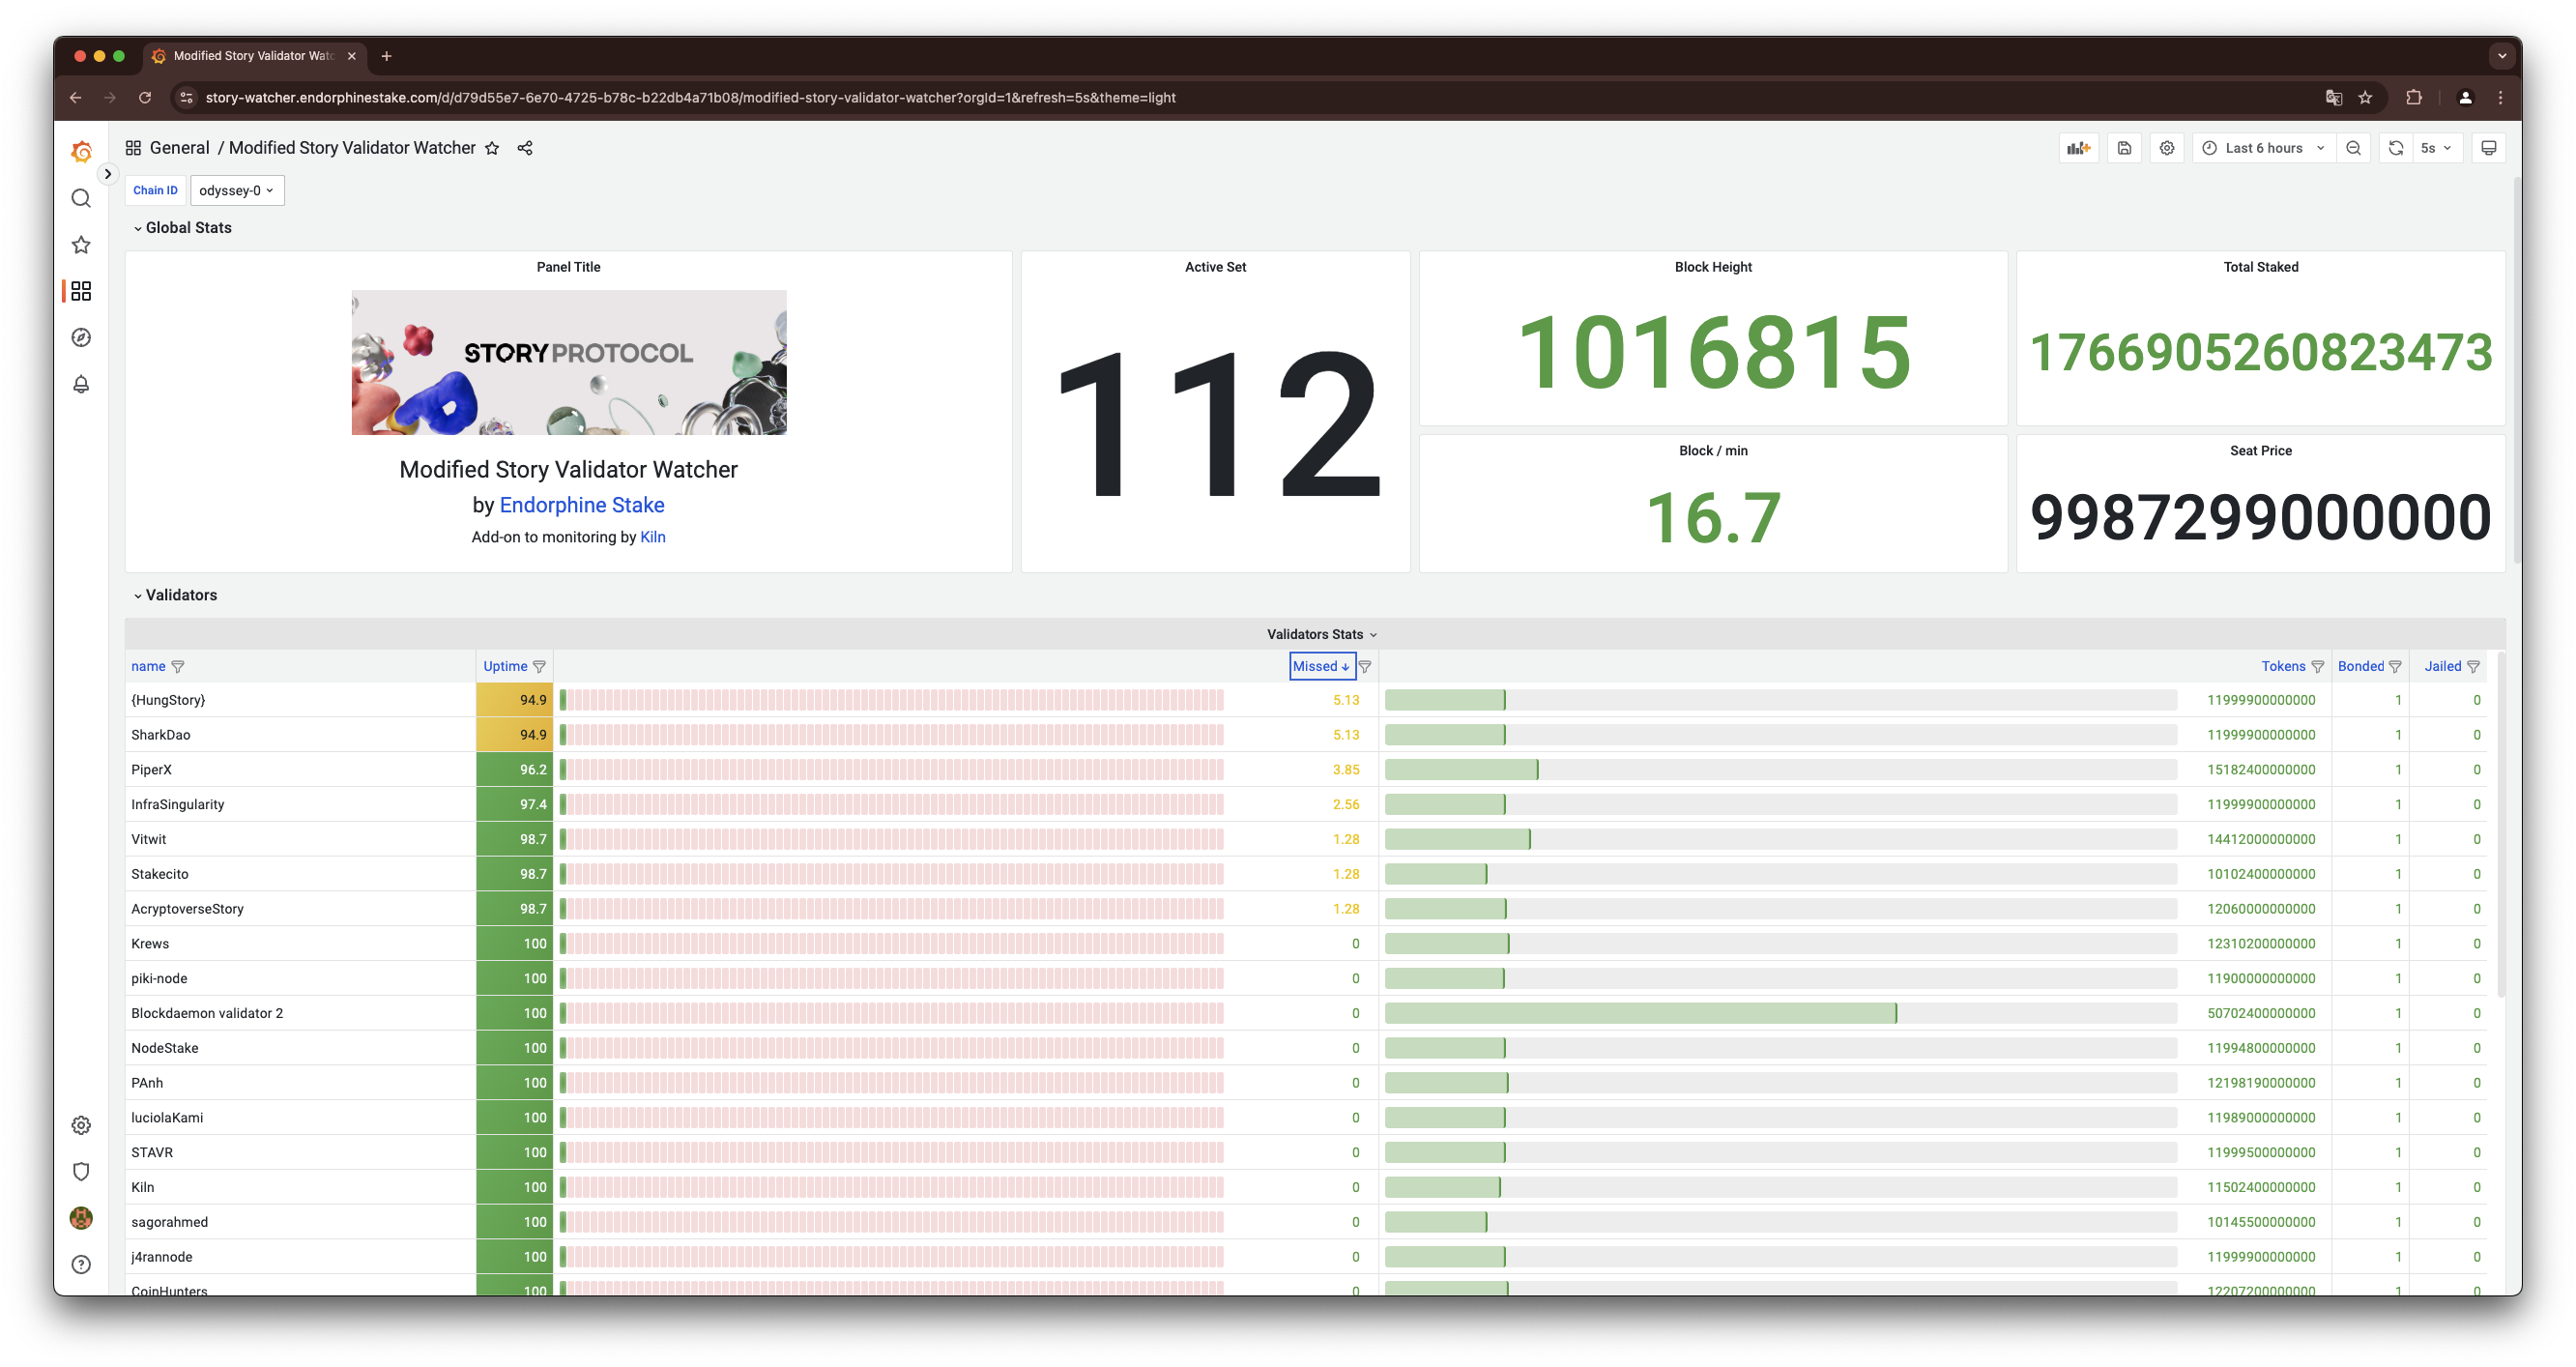 Modified Story Validator Watc
story-watcher.endorphinestake.com/d/d79d55e7-6e70-4725-b78c-b22db4a71b08/modified-story-validator-watcher?orgId=1&refresh=5s&theme=light
General / Modified Story Validator Watcher
Last 6 hours
5s
Chain ID odyssey-0
Global Stats
Panel Title
STORY PROTOCOL
Modified Story Validator Watcher
by Endorphine Stake
Add-on to monitoring by Kiln
Active Set
112
Block Height
1016815
Total Staked
1766905260823473
Block / min
16.7
Seat Price
9987299000000
Validators
Validators Stats
name Uptime Missed Tokens Bonded Jailed
{HungStory} 94.9 5.13 11999900000000 1 0
SharkDao 94.9 5.13 11999900000000 1 0
PiperX 96.2 3.85 15182400000000 1 0
InfraSingularity 97.4 2.56 11999900000000 1 0
Vitwit 98.7 1.28 14412000000000 1 0
Stakecito 98.7 1.28 10102400000000 1 0
AcryptoverseStory 98.7 1.28 12060000000000 1 0
Krews 100 0 12310200000000 1 0
piki-node 100 0 11900000000000 1 0
Blockdaemon validator 2 100 0 50702400000000 1 0
NodeStake 100 0 11994800000000 1 0
PAnh 100 0 12198190000000 1 0
luciolaKami 100 0 11989000000000 1 0
STAVR 100 0 11999500000000 1 0
Kiln 100 0 11502400000000 1 0
sagorahmed 100 0 10145500000000 1 0
j4rannode 100 0 11999900000000 1 0
CoinHunters 100 0 12207200000000 1 0